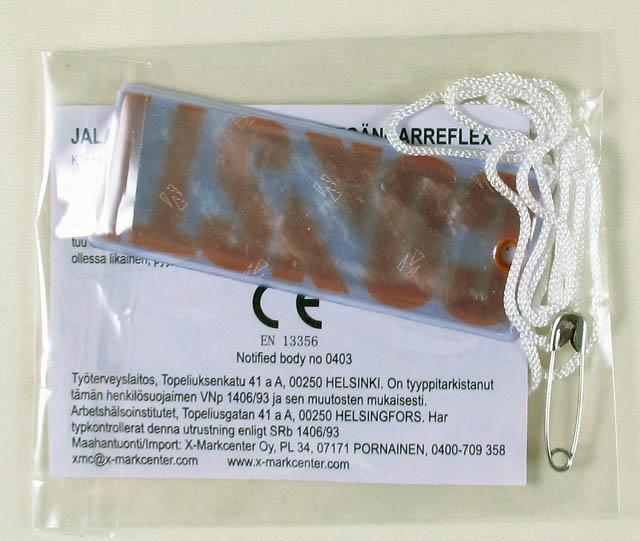 ARREFLEX
tuu
ollessa likainen,
CE
EN 13356
Notified body no 0403
Työterveyslaitos, Topeliuksenkatu 41 a A, 00250 HELSINKI. On tyyppitarkistanut
tämän henkilösuojaimen VNp 1406/93 ja sen muutosten mukaisesti.
Arbetshälsoinstitutet, Topeliusgatan 41 a A, 00250 HELSINGFORS. Har
typkontrollerat denna utrustning enligt SRb 1406/93
Maahantuonti/Import: X-Markcenter Oy, PL 34, 07171 PORNAINEN, 0400-709 358
xmc@x-markcenter.com www.x-markcenter.com